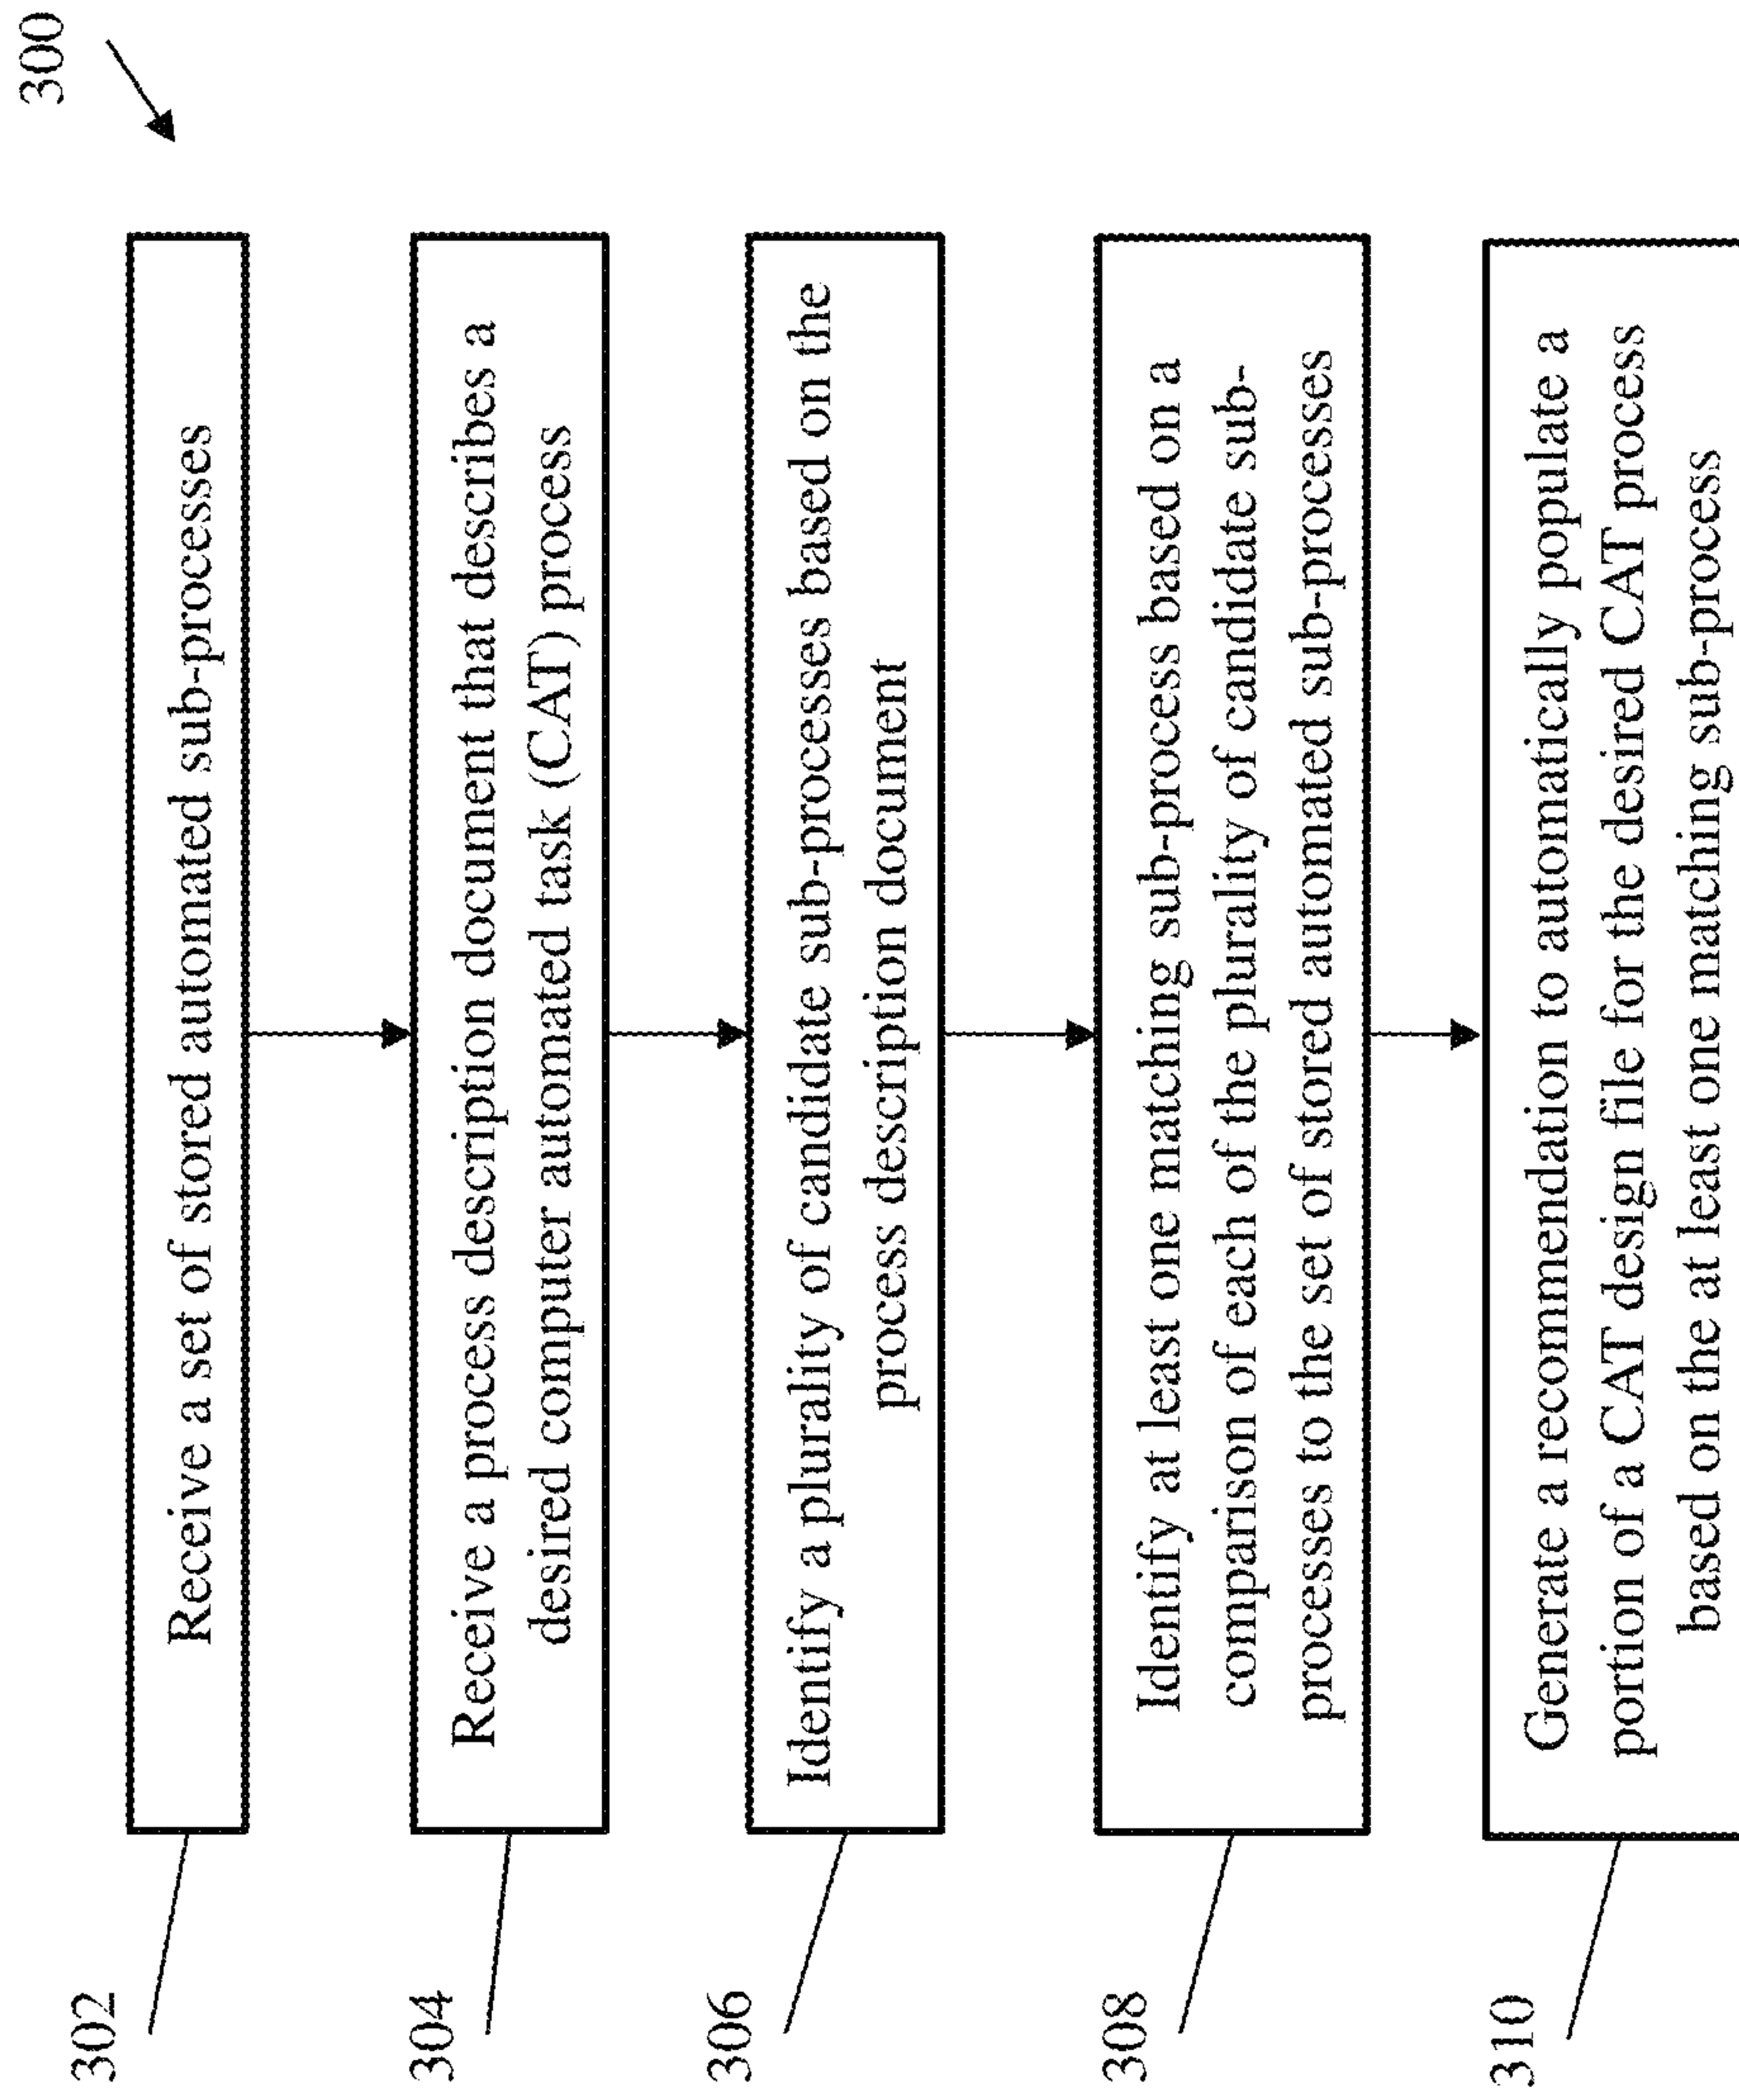 300
302
Receive a set of stored automated sub-processes
304
Receive a process description document that describes a
desired computer automated task (CAT) process
306
Identify a plurality of candidate sub-processes based on the
process description document
308
Identify at least one matching sub-process based on a
comparison of each of the plurality of candidate sub-
processes to the set of stored automated sub-processes
310
Generate a recommendation to automatically populate a
portion of a CAT design file for the desired CAT process
based on the at least one matching sub-process